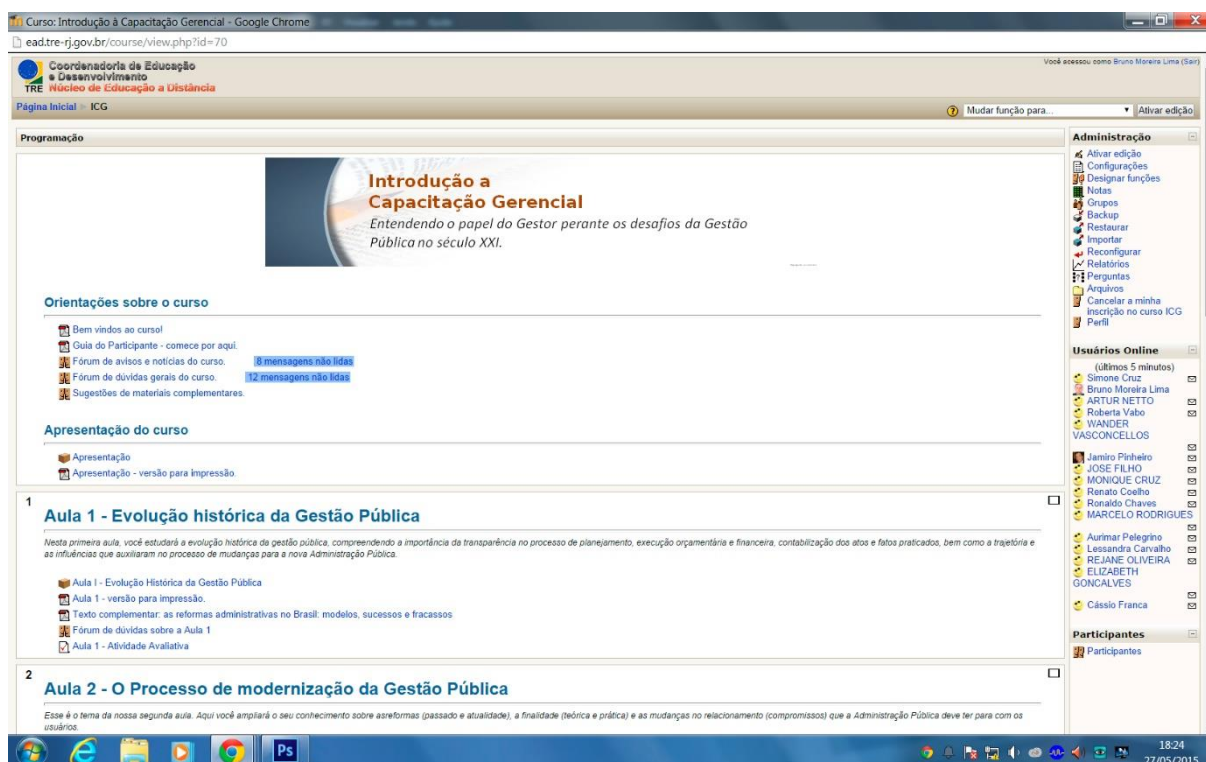 Curso: Introdução à Capacitação Gerencial - Google Chrome
ead.tre-rj.gov.br/course/view.php?id=70
Coordenadoria de Educação
e Desenvolvimento
TRE Núcleo de Educação a Distância
Você acessou como Bruno Moreira Lima (Sair)
Página Inicial ► ICG
Mudar função para...
Ativar edição
Programação
Introdução a
Capacitação Gerencial
Entendendo o papel do Gestor perante os desafios da Gestão
Pública no século XXI.
Orientações sobre o curso
Bem vindos ao curso!
Guia do Participante - comece por aqui.
Fórum de avisos e notícias do curso. 8 mensagens não lidas
Fórum de dúvidas gerais do curso. 12 mensagens não lidas
Sugestões de materiais complementares.
Apresentação do curso
Apresentação
Apresentação - versão para impressão.
1
Aula 1 - Evolução histórica da Gestão Pública
Nesta primeira aula, você estudará a evolução histórica da gestão pública, compreendendo a importância da transparência no processo de planejamento, execução orçamentária e financeira, contabilização dos atos e fatos praticados, bem como a trajetória e
as influências que auxiliaram no processo de mudanças para a nova Administração Pública.
Aula I - Evolução Histórica da Gestão Pública
Aula 1 - versão para impressão.
Texto complementar: as reformas administrativas no Brasil: modelos, sucessos e fracassos
Fórum de dúvidas sobre a Aula 1
Aula 1 - Atividade Avaliativa
2
Aula 2 - O Processo de modernização da Gestão Pública
Esse é o tema da nossa segunda aula. Aqui você ampliará o seu conhecimento sobre asreformas (passado e atualidade), a finalidade (teórica e prática) e as mudanças no relacionamento (compromissos) que a Administração Pública deve ter para com os
usuários.
Administração
Ativar edição
Configurações
Designar funções
Notas
Grupos
Backup
Restaurar
Importar
Reconfigurar
Relatórios
Perguntas
Arquivos
Cancelar a minha
inscrição no curso ICG
Perfil
Usuários Online
(últimos 5 minutos)
Simone Cruz
Bruno Moreira Lima
ARTUR NETTO
Roberta Vabo
WANDER
VASCONCELLOS
Jamiro Pinheiro
JOSE FILHO
MONIQUE CRUZ
Renato Coelho
Ronaldo Chaves
MARCELO RODRIGUES
Aurimar Pelegrino
Lessandra Carvalho
REJANE OLIVEIRA
ELIZABETH
GONCALVES
Cássio Franca
Participantes
Participantes
Ps
18:24
27/05/2015